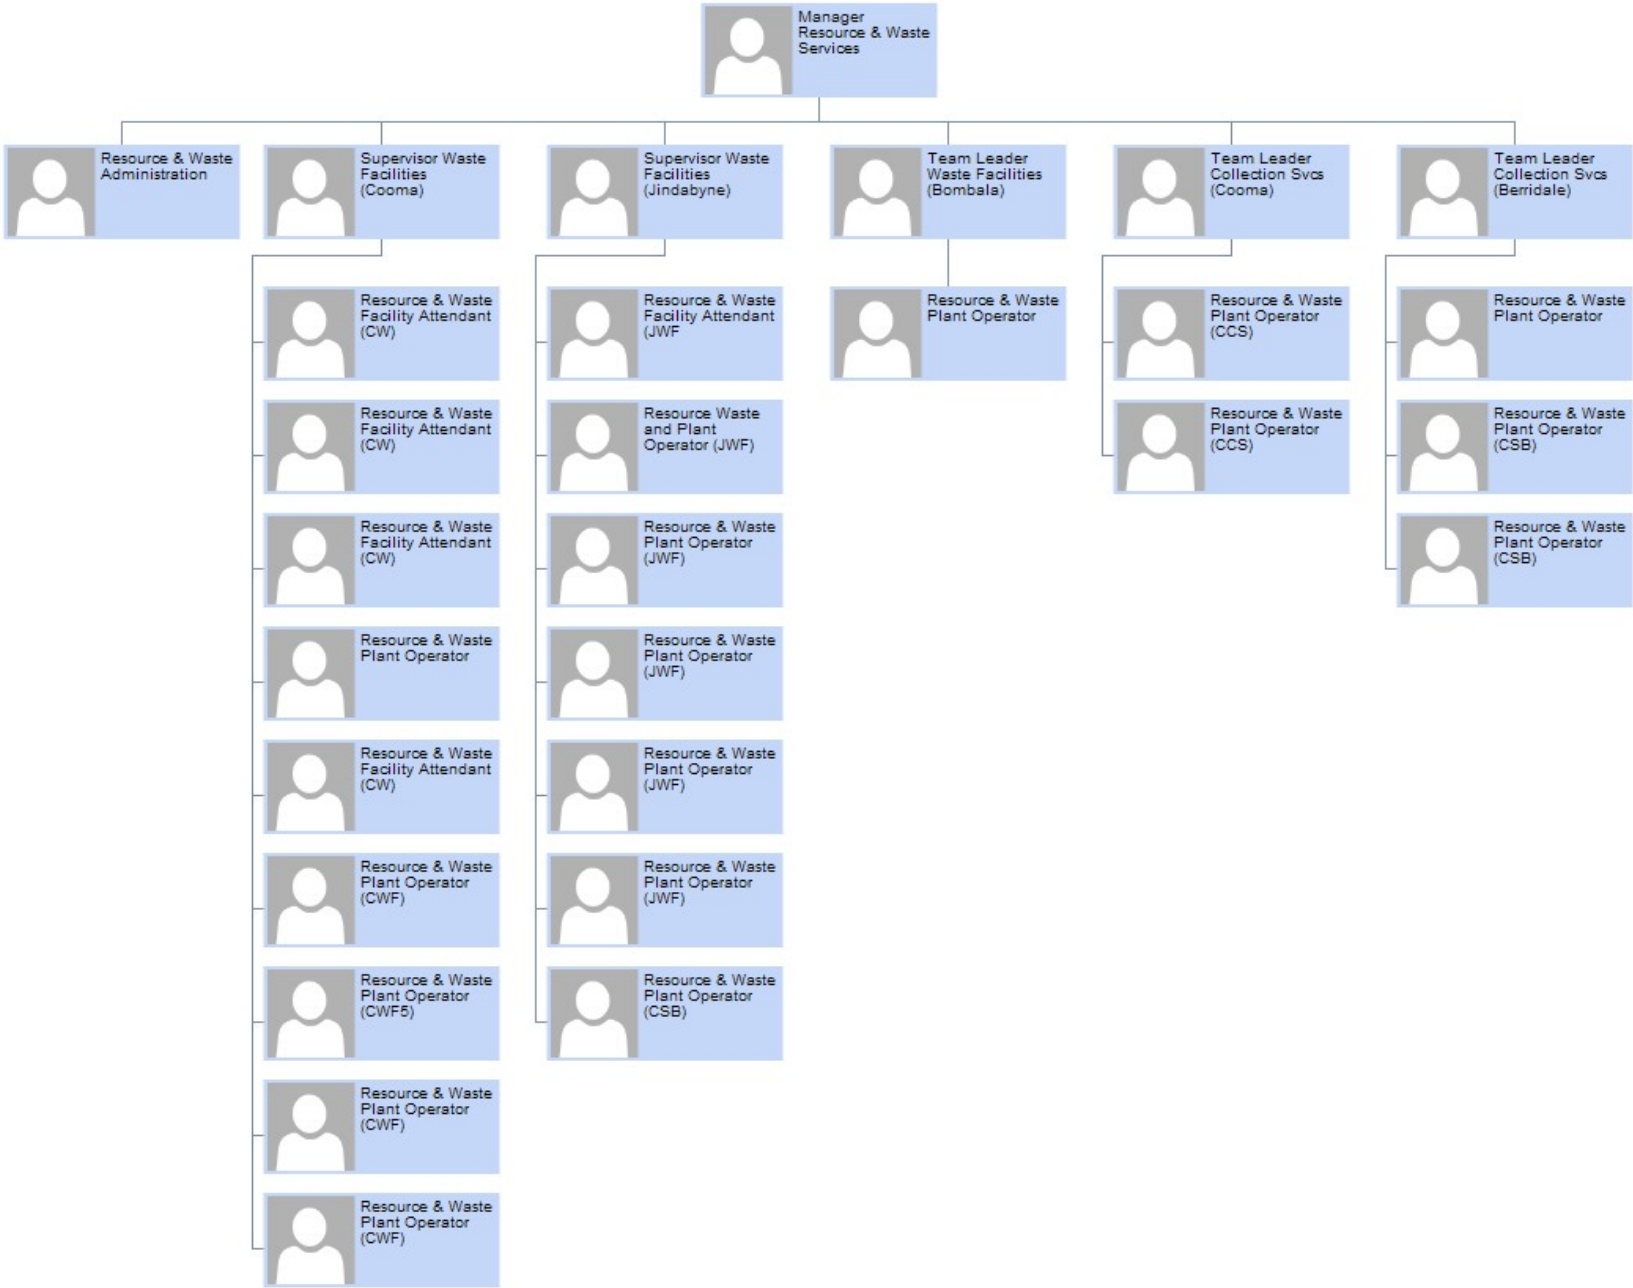 Manager
Resource & Waste
Services
Resource & Waste
Administration
Supervisor Waste
Facilities
(Cooma)
Supervisor Waste
Facilities
(Jindabyne)
Team Leader
Waste Facilities
(Bombala)
Team Leader
Collection Svcs
(Cooma)
Team Leader
Collection Svcs
(Berridale)
Resource & Waste
Facility Attendant
(CW)
Resource & Waste
Facility Attendant
(CW)
Resource & Waste
Facility Attendant
(CW)
Resource & Waste
Plant Operator
Resource & Waste
Facility Attendant
(CW)
Resource & Waste
Plant Operator
(CWF)
Resource & Waste
Plant Operator
(CWF5)
Resource & Waste
Plant Operator
(CWF)
Resource & Waste
Plant Operator
(CWF)
Resource & Waste
Facility Attendant
(JWF
Resource Waste
and Plant
Operator (JWF)
Resource & Waste
Plant Operator
(JWF)
Resource & Waste
Plant Operator
(JWF)
Resource & Waste
Plant Operator
(JWF)
Resource & Waste
Plant Operator
(JWF)
Resource & Waste
Plant Operator
(CSB)
Resource & Waste
Plant Operator
Resource & Waste
Plant Operator
(CCS)
Resource & Waste
Plant Operator
(CCS)
Resource & Waste
Plant Operator
Resource & Waste
Plant Operator
(CSB)
Resource & Waste
Plant Operator
(CSB)